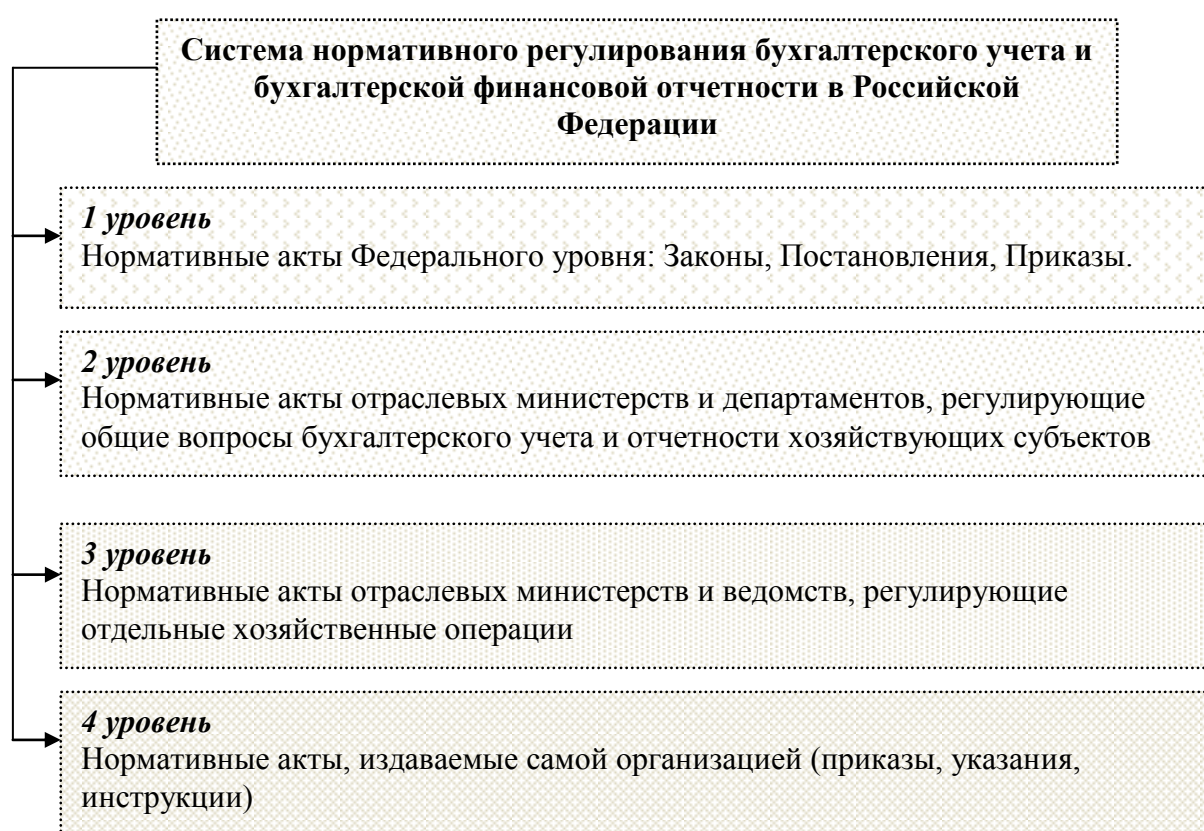 Система нормативного регулирования бухгалтерского учета и
бухгалтерской финансовой отчетности в Российской
Федерации
1 уровень
Нормативные акты Федерального уровня: Законы, Постановления, Приказы.
2 уровень
Нормативные акты отраслевых министерств и департаментов, регулирующие
общие вопросы бухгалтерского учета и отчетности хозяйствующих субъектов
3 уровень
Нормативные акты отраслевых министерств и ведомств, регулирующие
отдельные хозяйственные операции
4 уровень
Нормативные акты, издаваемые самой организацией (приказы, указания,
инструкции)